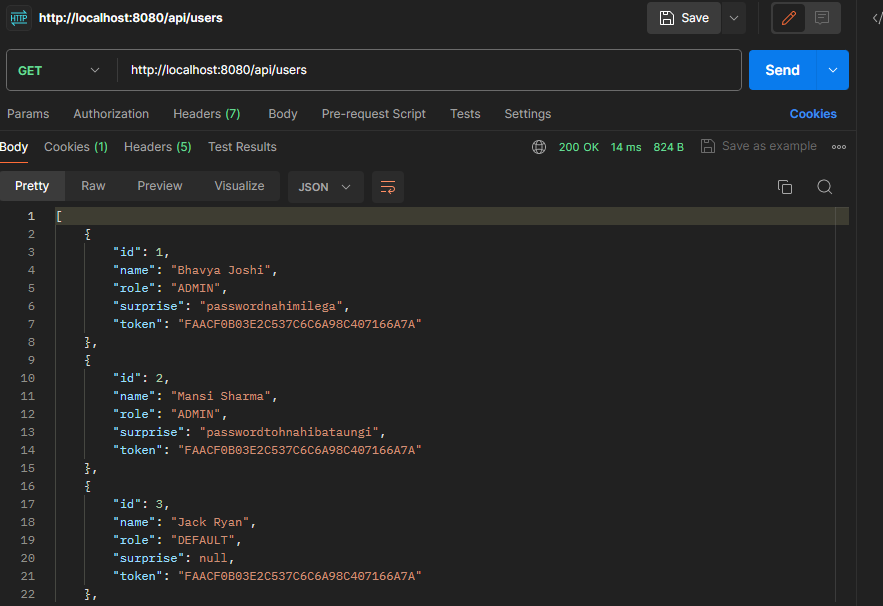 HTTP http://localhost:8080/api/users Save </
GET http://localhost:8080/api/users Send
Params Authorization Headers (7) Body Pre-request Script Tests Settings Cookies
Body Cookies (1) Headers (5) Test Results 200 OK 14 ms 824 B Save as example
Pretty Raw Preview Visualize JSON
1 [
2 {
3 "id": 1,
4 "name": "Bhavya Joshi",
5 "role": "ADMIN",
6 "surprise": "passwordnahimilega",
7 "token": "FAACF0B03E2C537C6C6A98C407166A7A"
8 },
9 {
10 "id": 2,
11 "name": "Mansi Sharma",
12 "role": "ADMIN",
13 "surprise": "passwordtohnahibataungi",
14 "token": "FAACF0B03E2C537C6C6A98C407166A7A"
15 },
16 {
17 "id": 3,
18 "name": "Jack Ryan",
19 "role": "DEFAULT",
20 "surprise": null,
21 "token": "FAACF0B03E2C537C6C6A98C407166A7A"
22 },